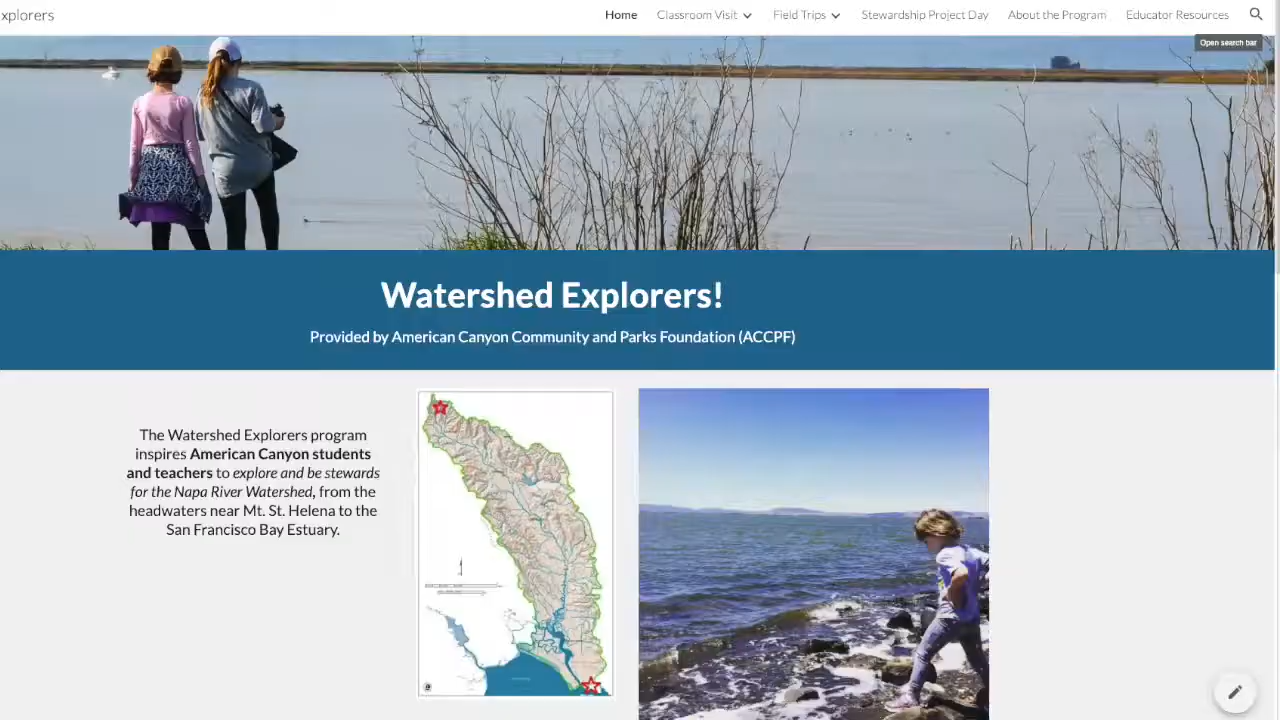 xplorers
Home Classroom Visit Field Trips Stewardship Project Day About the Program Educator Resources
Open search bar
Watershed Explorers!
Provided by American Canyon Community and Parks Foundation (ACCPF)
The Watershed Explorers program
inspires American Canyon students
and teachers to explore and be stewards
for the Napa River Watershed, from the
headwaters near Mt. St. Helena to the
San Francisco Bay Estuary.